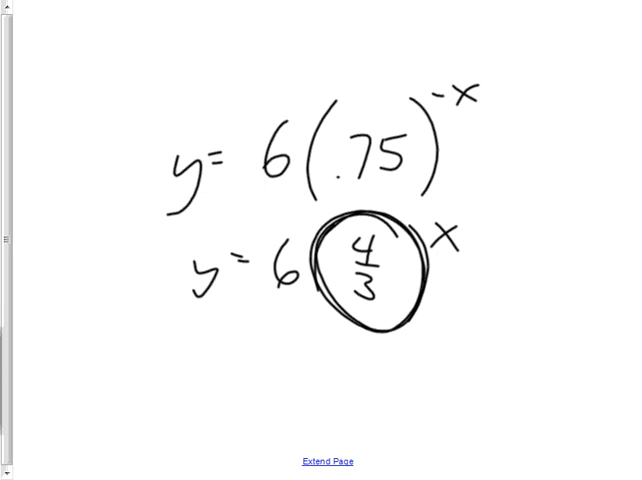 y = 6(.75)^-x
y = 6(4/3)^x
Extend Page